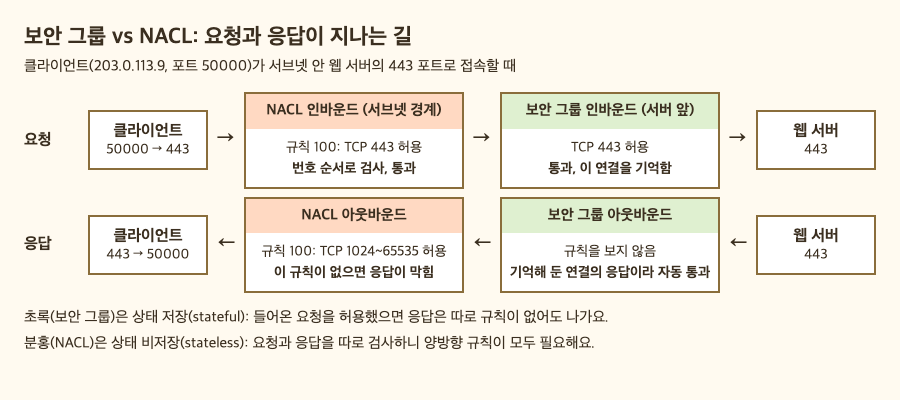 보안 그룹 vs NACL: 요청과 응답이 지나는 길
클라이언트(203.0.113.9, 포트 50000)가 서브넷 안 웹 서버의 443 포트로 접속할 때
요청
클라이언트
50000 → 443
→
NACL 인바운드 (서브넷 경계)
규칙 100: TCP 443 허용
번호 순서로 검사, 통과
→
보안 그룹 인바운드 (서버 앞)
TCP 443 허용
통과, 이 연결을 기억함
→
웹 서버
443
응답
클라이언트
443 → 50000
←
NACL 아웃바운드
규칙 100: TCP 1024~65535 허용
이 규칙이 없으면 응답이 막힘
←
보안 그룹 아웃바운드
규칙을 보지 않음
기억해 둔 연결의 응답이라 자동 통과
←
웹 서버
443
초록(보안 그룹)은 상태 저장(stateful): 들어온 요청을 허용했으면 응답은 따로 규칙이 없어도 나가요.
분홍(NACL)은 상태 비저장(stateless): 요청과 응답을 따로 검사하니 양방향 규칙이 모두 필요해요.